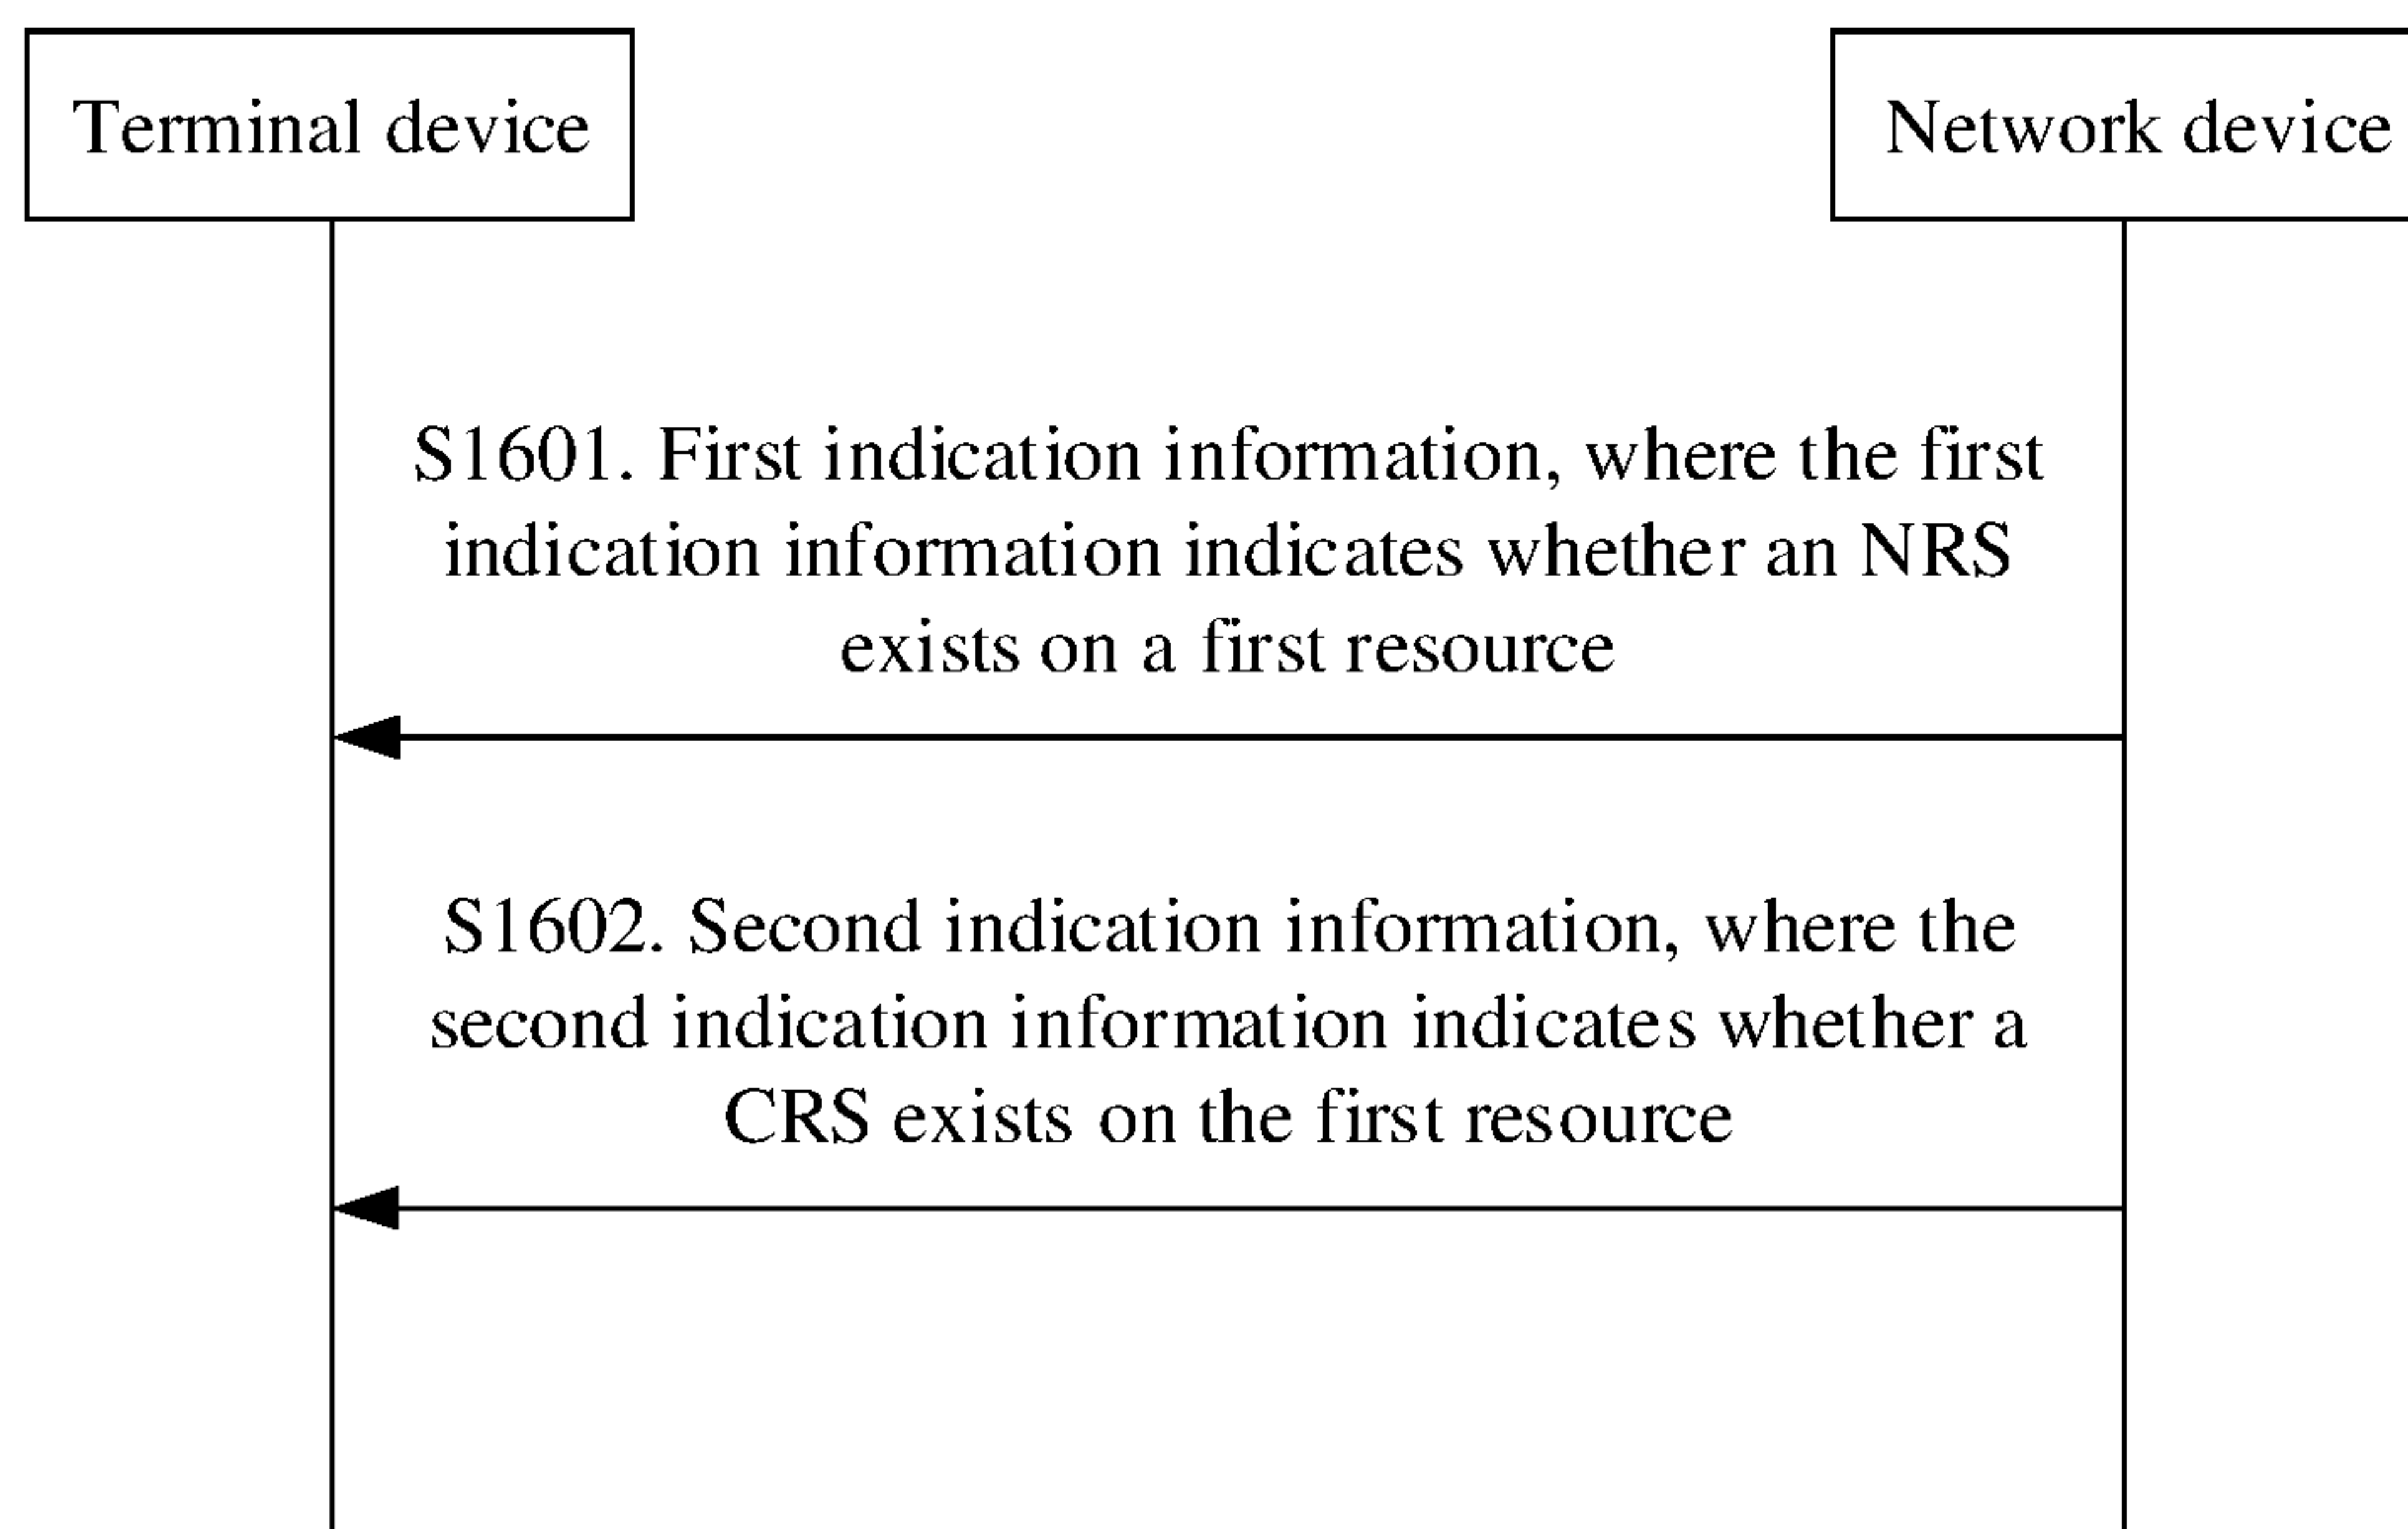 Terminal device
Network device
S1601. First indication information, where the first
indication information indicates whether an NRS
exists on a first resource
S1602. Second indication information, where the
second indication information indicates whether a
CRS exists on the first resource